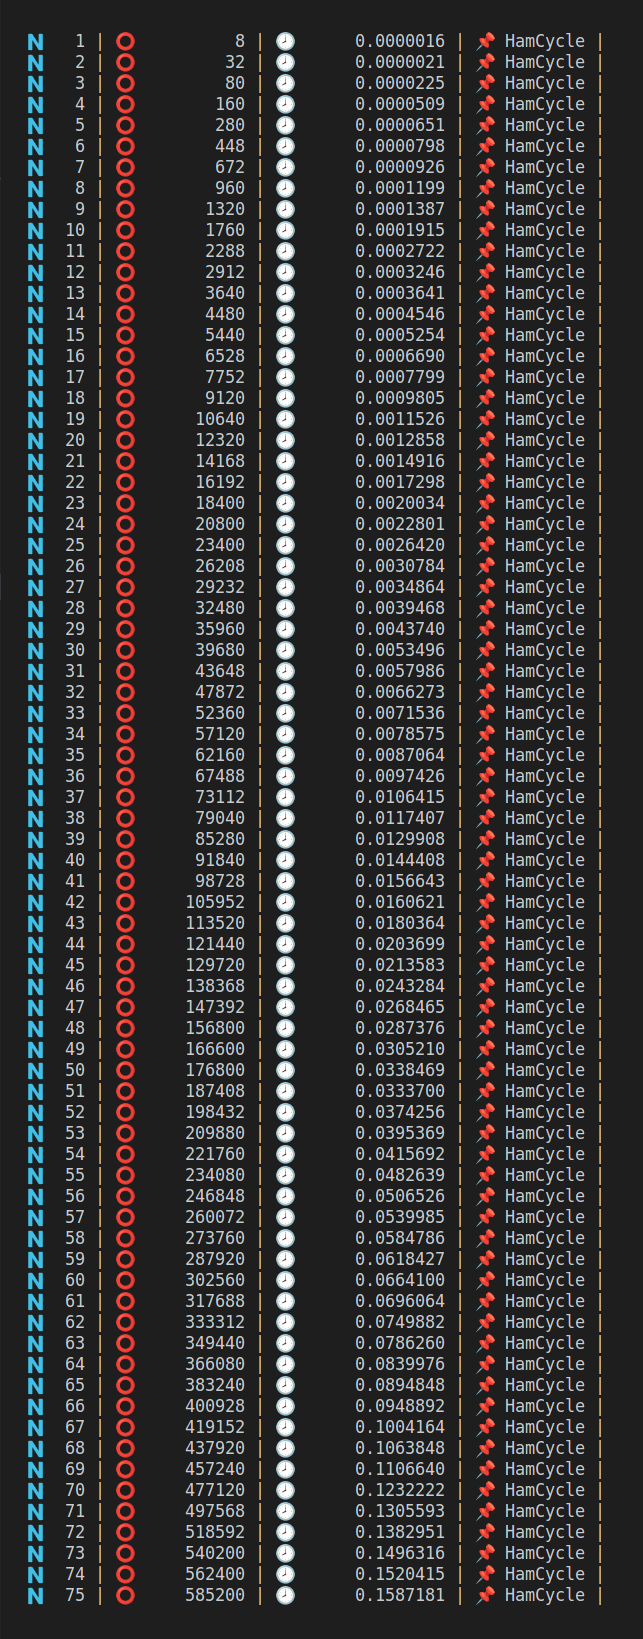 N 1 | ⭕ 8 | 🕗 0.0000016 | 📌 HamCycle |
N 2 | ⭕ 32 | 🕗 0.0000021 | 📌 HamCycle |
N 3 | ⭕ 80 | 🕗 0.0000225 | 📌 HamCycle |
N 4 | ⭕ 160 | 🕗 0.0000509 | 📌 HamCycle |
N 5 | ⭕ 280 | 🕗 0.0000651 | 📌 HamCycle |
N 6 | ⭕ 448 | 🕗 0.0000798 | 📌 HamCycle |
N 7 | ⭕ 672 | 🕗 0.0000926 | 📌 HamCycle |
N 8 | ⭕ 960 | 🕗 0.0001199 | 📌 HamCycle |
N 9 | ⭕ 1320 | 🕗 0.0001387 | 📌 HamCycle |
N 10 | ⭕ 1760 | 🕗 0.0001915 | 📌 HamCycle |
N 11 | ⭕ 2288 | 🕗 0.0002722 | 📌 HamCycle |
N 12 | ⭕ 2912 | 🕗 0.0003246 | 📌 HamCycle |
N 13 | ⭕ 3640 | 🕗 0.0003641 | 📌 HamCycle |
N 14 | ⭕ 4480 | 🕗 0.0004546 | 📌 HamCycle |
N 15 | ⭕ 5440 | 🕗 0.0005254 | 📌 HamCycle |
N 16 | ⭕ 6528 | 🕗 0.0006690 | 📌 HamCycle |
N 17 | ⭕ 7752 | 🕗 0.0007799 | 📌 HamCycle |
N 18 | ⭕ 9120 | 🕗 0.0009805 | 📌 HamCycle |
N 19 | ⭕ 10640 | 🕗 0.0011526 | 📌 HamCycle |
N 20 | ⭕ 12320 | 🕗 0.0012858 | 📌 HamCycle |
N 21 | ⭕ 14168 | 🕗 0.0014916 | 📌 HamCycle |
N 22 | ⭕ 16192 | 🕗 0.0017298 | 📌 HamCycle |
N 23 | ⭕ 18400 | 🕗 0.0020034 | 📌 HamCycle |
N 24 | ⭕ 20800 | 🕗 0.0022801 | 📌 HamCycle |
N 25 | ⭕ 23400 | 🕗 0.0026420 | 📌 HamCycle |
N 26 | ⭕ 26208 | 🕗 0.0030784 | 📌 HamCycle |
N 27 | ⭕ 29232 | 🕗 0.0034864 | 📌 HamCycle |
N 28 | ⭕ 32480 | 🕗 0.0039468 | 📌 HamCycle |
N 29 | ⭕ 35960 | 🕗 0.0043740 | 📌 HamCycle |
N 30 | ⭕ 39680 | 🕗 0.0053496 | 📌 HamCycle |
N 31 | ⭕ 43648 | 🕗 0.0057986 | 📌 HamCycle |
N 32 | ⭕ 47872 | 🕗 0.0066273 | 📌 HamCycle |
N 33 | ⭕ 52360 | 🕗 0.0071536 | 📌 HamCycle |
N 34 | ⭕ 57120 | 🕗 0.0078575 | 📌 HamCycle |
N 35 | ⭕ 62160 | 🕗 0.0087064 | 📌 HamCycle |
N 36 | ⭕ 67488 | 🕗 0.0097426 | 📌 HamCycle |
N 37 | ⭕ 73112 | 🕗 0.0106415 | 📌 HamCycle |
N 38 | ⭕ 79040 | 🕗 0.0117407 | 📌 HamCycle |
N 39 | ⭕ 85280 | 🕗 0.0129908 | 📌 HamCycle |
N 40 | ⭕ 91840 | 🕗 0.0144408 | 📌 HamCycle |
N 41 | ⭕ 98728 | 🕗 0.0156643 | 📌 HamCycle |
N 42 | ⭕ 105952 | 🕗 0.0160621 | 📌 HamCycle |
N 43 | ⭕ 113520 | 🕗 0.0180364 | 📌 HamCycle |
N 44 | ⭕ 121440 | 🕗 0.0203699 | 📌 HamCycle |
N 45 | ⭕ 129720 | 🕗 0.0213583 | 📌 HamCycle |
N 46 | ⭕ 138368 | 🕗 0.0243284 | 📌 HamCycle |
N 47 | ⭕ 147392 | 🕗 0.0268465 | 📌 HamCycle |
N 48 | ⭕ 156800 | 🕗 0.0287376 | 📌 HamCycle |
N 49 | ⭕ 166600 | 🕗 0.0305210 | 📌 HamCycle |
N 50 | ⭕ 176800 | 🕗 0.0338469 | 📌 HamCycle |
N 51 | ⭕ 187408 | 🕗 0.0333700 | 📌 HamCycle |
N 52 | ⭕ 198432 | 🕗 0.0374256 | 📌 HamCycle |
N 53 | ⭕ 209880 | 🕗 0.0395369 | 📌 HamCycle |
N 54 | ⭕ 221760 | 🕗 0.0415692 | 📌 HamCycle |
N 55 | ⭕ 234080 | 🕗 0.0482639 | 📌 HamCycle |
N 56 | ⭕ 246848 | 🕗 0.0506526 | 📌 HamCycle |
N 57 | ⭕ 260072 | 🕗 0.0539985 | 📌 HamCycle |
N 58 | ⭕ 273760 | 🕗 0.0584786 | 📌 HamCycle |
N 59 | ⭕ 287920 | 🕗 0.0618427 | 📌 HamCycle |
N 60 | ⭕ 302560 | 🕗 0.0664100 | 📌 HamCycle |
N 61 | ⭕ 317688 | 🕗 0.0696064 | 📌 HamCycle |
N 62 | ⭕ 333312 | 🕗 0.0749882 | 📌 HamCycle |
N 63 | ⭕ 349440 | 🕗 0.0786260 | 📌 HamCycle |
N 64 | ⭕ 366080 | 🕗 0.0839976 | 📌 HamCycle |
N 65 | ⭕ 383240 | 🕗 0.0894848 | 📌 HamCycle |
N 66 | ⭕ 400928 | 🕗 0.0948892 | 📌 HamCycle |
N 67 | ⭕ 419152 | 🕗 0.1004164 | 📌 HamCycle |
N 68 | ⭕ 437920 | 🕗 0.1063848 | 📌 HamCycle |
N 69 | ⭕ 457240 | 🕗 0.1106640 | 📌 HamCycle |
N 70 | ⭕ 477120 | 🕗 0.1232222 | 📌 HamCycle |
N 71 | ⭕ 497568 | 🕗 0.1305593 | 📌 HamCycle |
N 72 | ⭕ 518592 | 🕗 0.1382951 | 📌 HamCycle |
N 73 | ⭕ 540200 | 🕗 0.1496316 | 📌 HamCycle |
N 74 | ⭕ 562400 | 🕗 0.1520415 | 📌 HamCycle |
N 75 | ⭕ 585200 | 🕗 0.1587181 | 📌 HamCycle |